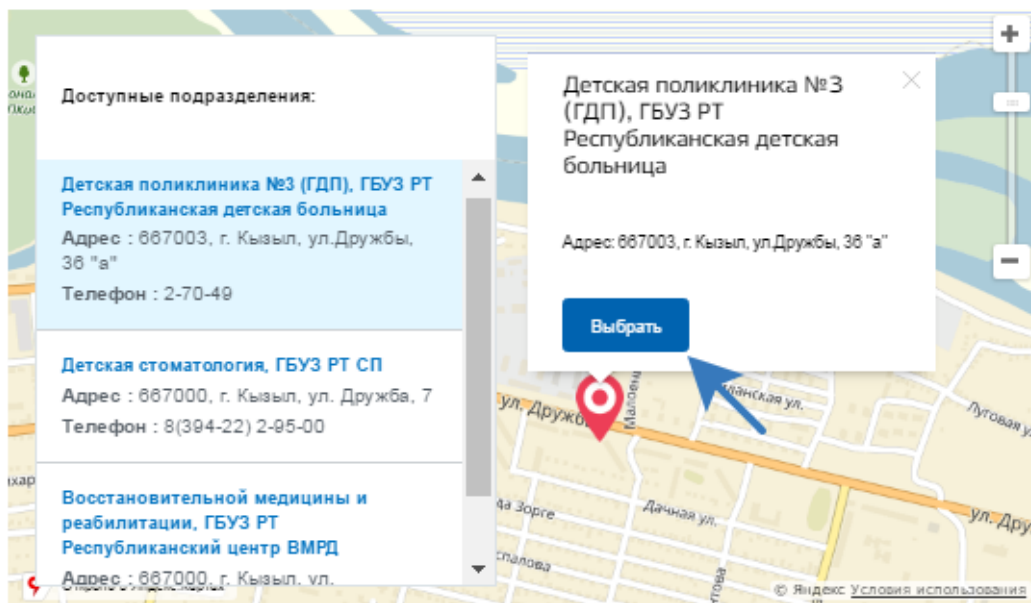 Доступные подразделения:
Детская поликлиника №3 (ГДП), ГБУЗ РТ
Республиканская детская больница
Адрес : 667003, г. Кызыл, ул.Дружбы,
36 "а"
Телефон : 2-70-49
Детская стоматология, ГБУЗ РТ СП
Адрес : 667000, г. Кызыл, ул. Дружба, 7
Телефон : 8(394-22) 2-95-00
Восстановительной медицины и
реабилитации, ГБУЗ РТ
Республиканский центр ВМРД
Адрес : 667000, г. Кызыл, ул.
Детская поликлиника №3
(ГДП), ГБУЗ РТ
Республиканская детская
больница
Адрес: 667003, г. Кызыл, ул.Дружбы, 36 "а"
Выбрать
ул. Друж
Луговая у
Дачная ул.
Зорге
ул. Дру
© Яндекс Условия использования